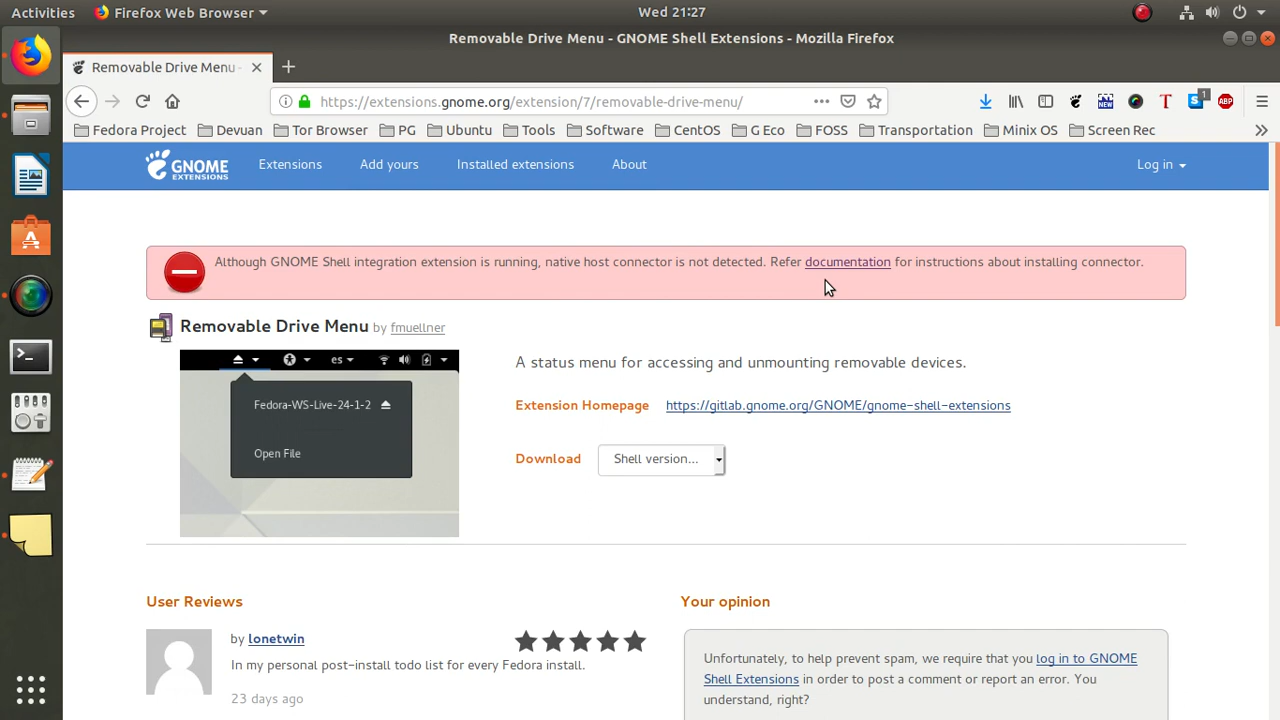 Activities Firefox Web Browser Wed 21:27
Removable Drive Menu - GNOME Shell Extensions - Mozilla Firefox
Removable Drive Menu -
https://extensions.gnome.org/extension/7/removable-drive-menu/ NEW T S 1 ABP
Fedora Project Devuan Tor Browser PG Ubuntu Tools Software CentOS G Eco FOSS Transportation Minix OS Screen Rec
GNOME EXTENSIONS Extensions Add yours Installed extensions About Log in
Although GNOME Shell integration extension is running, native host connector is not detected. Refer documentation for instructions about installing connector.
Removable Drive Menu by fmuellner
es
Fedora-WS-Live-24-1-2
Open File
A status menu for accessing and unmounting removable devices.
Extension Homepage https://gitlab.gnome.org/GNOME/gnome-shell-extensions
Download Shell version...
User Reviews
by lonetwin
In my personal post-install todo list for every Fedora install.
23 days ago
Your opinion
Unfortunately, to help prevent spam, we require that you log in to GNOME
Shell Extensions in order to post a comment or report an error. You
understand, right?